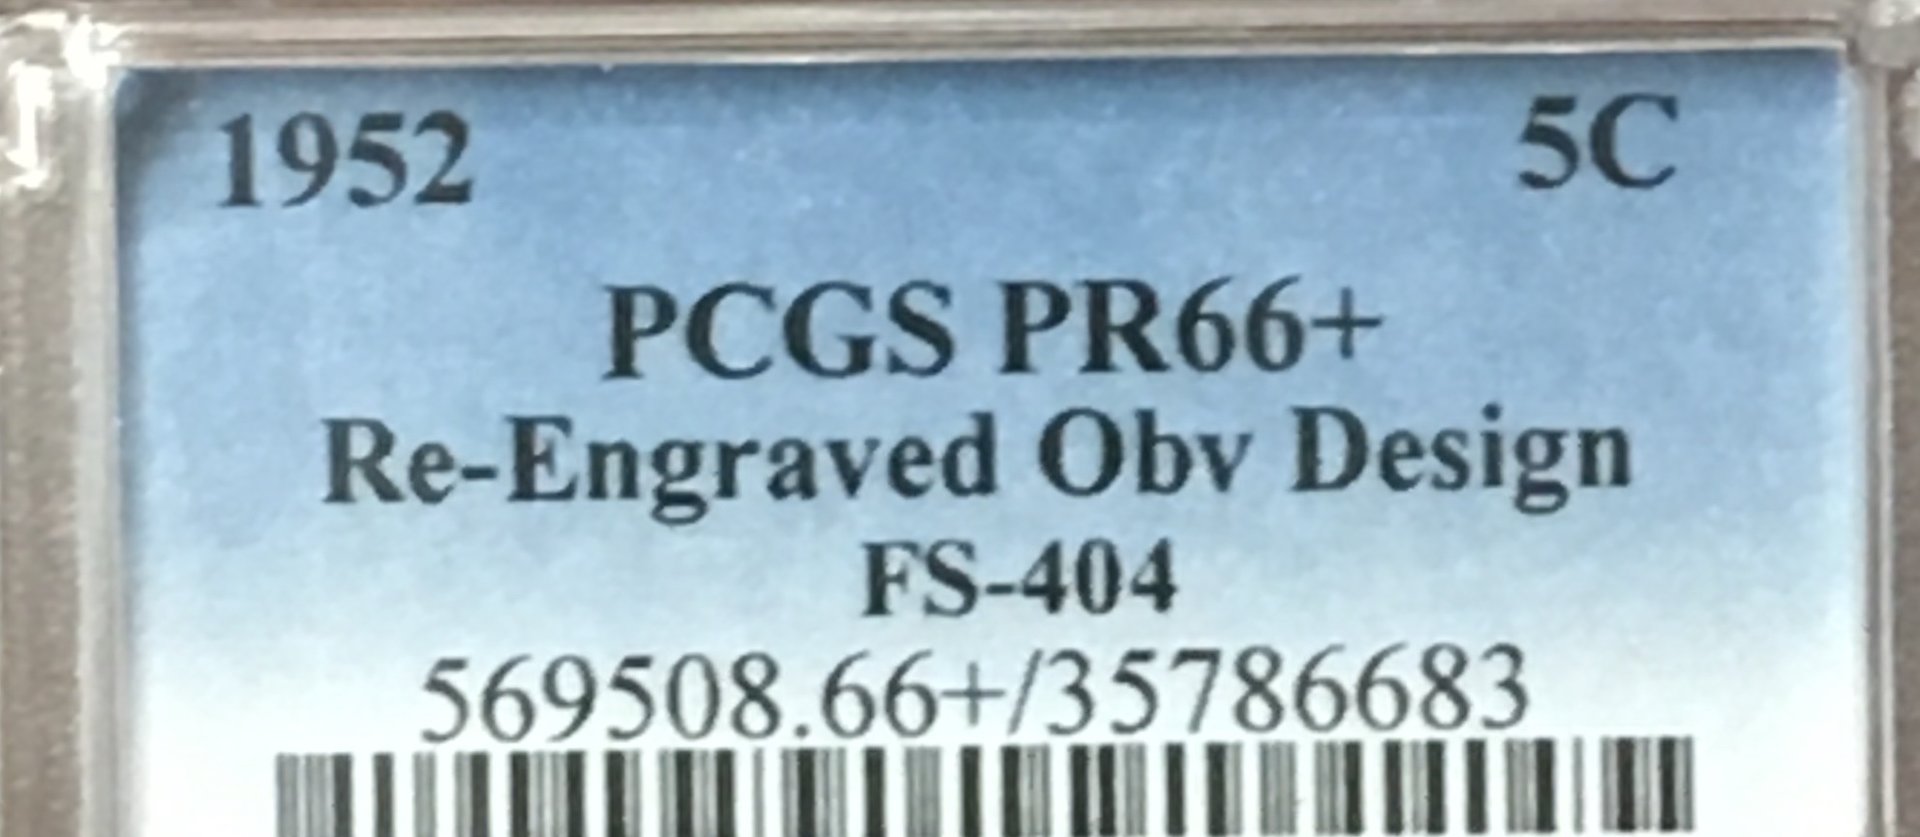 1952 5C
PCGS PR66+
Re-Engraved Obv Design
FS-404
569508.66+/35786683